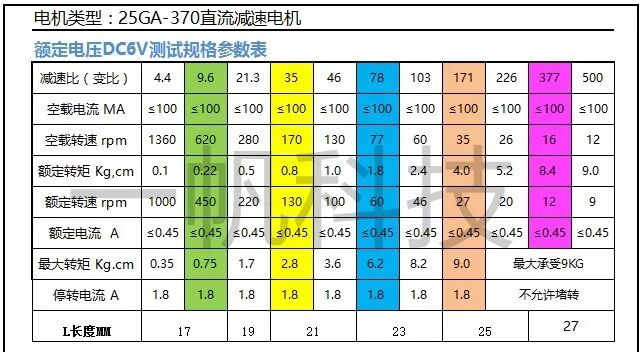 电机类型：25GA-370直流减速电机
额定电压DC6V测试规格参数表
减速比（变比） 4.4 9.6 21.3 35 46 78 103 171 226 377 500
空载电流 MA ≤100 ≤100 ≤100 ≤100 ≤100 ≤100 ≤100 ≤100 ≤100 ≤100 ≤100
空载转速 rpm 1360 620 280 170 130 77 60 35 26 16 12
额定转矩 Kg,cm 0.1 0.22 0.5 0.8 1.0 1.8 2.4 4.0 5.2 8.4 9.0
额定转速 rpm 1000 450 220 130 100 60 46 27 20 12 9
额定电流 A ≤0.45 ≤0.45 ≤0.45 ≤0.45 ≤0.45 ≤0.45 ≤0.45 ≤0.45 ≤0.45 ≤0.45 ≤0.45
最大转矩 Kg.cm 0.35 0.75 1.7 2.8 3.6 6.2 8.2 9.0 最大承受9KG
停转电流 A 1.8 1.8 1.8 1.8 1.8 1.8 1.8 1.8 不允许堵转
L长度MM 17 19 21 23 25 27
一帆科技